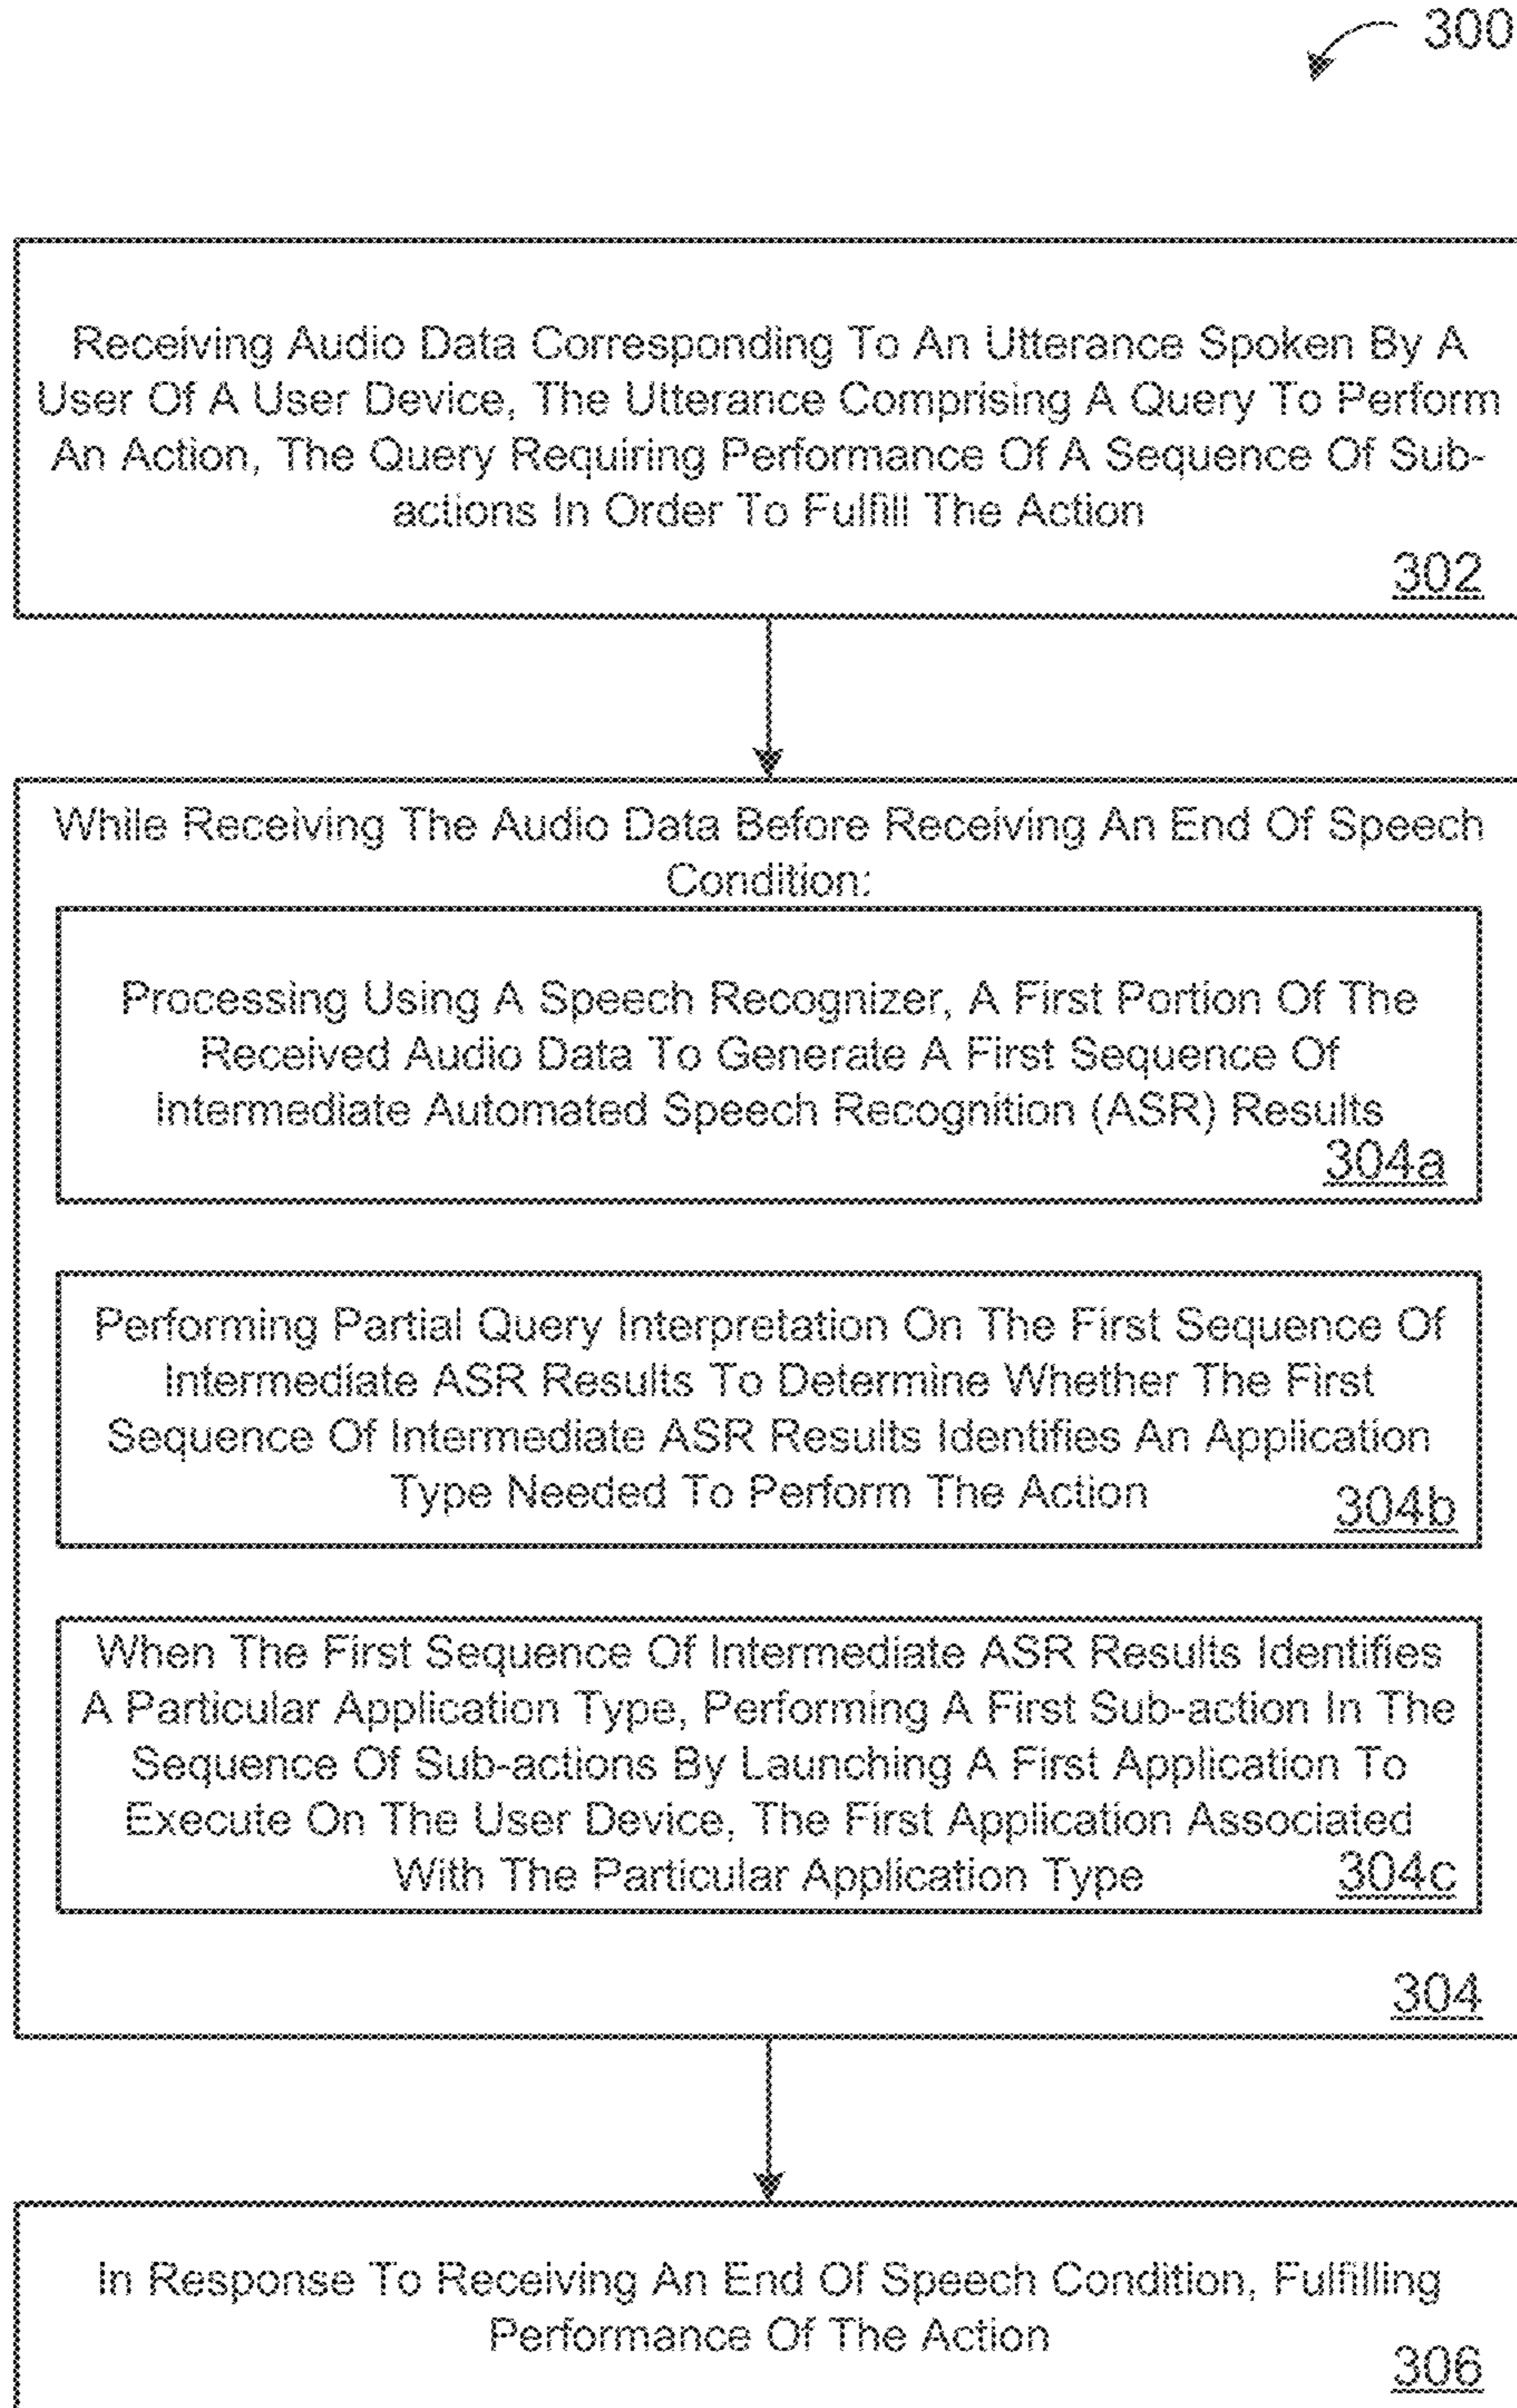 300
Receiving Audio Data Corresponding To An Utterance Spoken By A
User Of A User Device, The Utterance Comprising A Query To Perform
An Action, The Query Requiring Performance Of A Sequence Of Sub-
actions In Order To Fulfill The Action
302
While Receiving The Audio Data Before Receiving An End Of Speech
Condition:
Processing Using A Speech Recognizer, A First Portion Of The
Received Audio Data To Generate A First Sequence Of
Intermediate Automated Speech Recognition (ASR) Results
304a
Performing Partial Query Interpretation On The First Sequence Of
Intermediate ASR Results To Determine Whether The First
Sequence Of Intermediate ASR Results Identifies An Application
Type Needed To Perform The Action
304b
When The First Sequence Of Intermediate ASR Results Identifies
A Particular Application Type, Performing A First Sub-action In The
Sequence Of Sub-actions By Launching A First Application To
Execute On The User Device, The First Application Associated
With The Particular Application Type
304c
304
In Response To Receiving An End Of Speech Condition, Fulfilling
Performance Of The Action
306